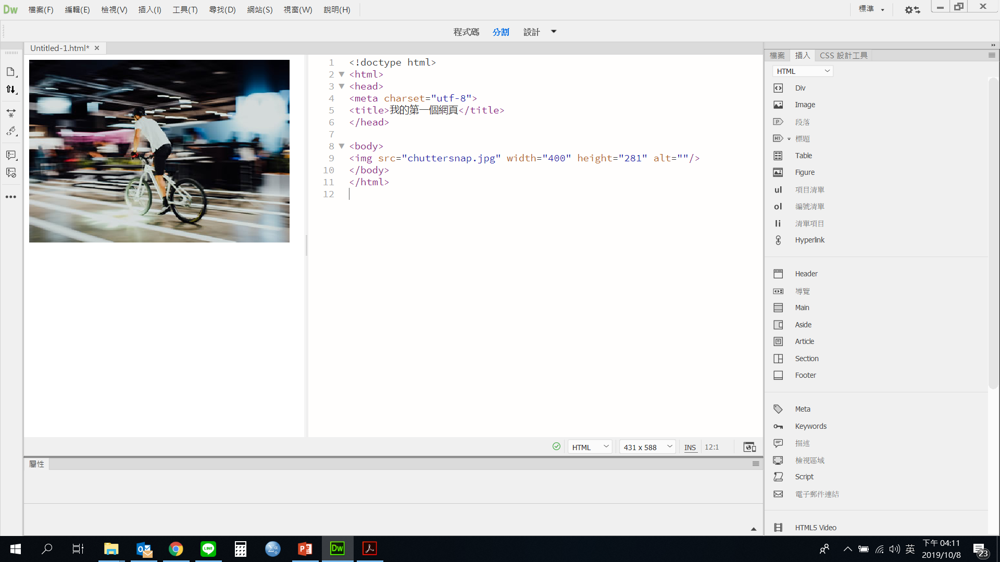 Dw 檔案(F) 編輯(E) 檢視(V) 插入(I) 工具(T) 尋找(D) 網站(S) 視窗(W) 說明(H) 標準
程式碼 分割 設計
Untitled-1.html*
1 <!doctype html>
2 <html>
3 <head>
4 <meta charset="utf-8">
5 <title>我的第一個網頁</title>
6 </head>
7
8 <body>
9 <img src="chuttersnap.jpg" width="400" height="281" alt=""/>
10 </body>
11 </html>
12
HTML 431 x 588 INS 12:1
屬性
檔案 插入 CSS 設計工具
HTML
Div
Image
P 段落
H1 標題
Table
Figure
ul 項目清單
ol 編號清單
li 清單項目
Hyperlink
Header
導覽
Main
Aside
Article
Section
Footer
Meta
Keywords
描述
檢視區域
Script
電子郵件連結
HTML5 Video
LINE Dw 英 下午 04:11
2019/10/8 23